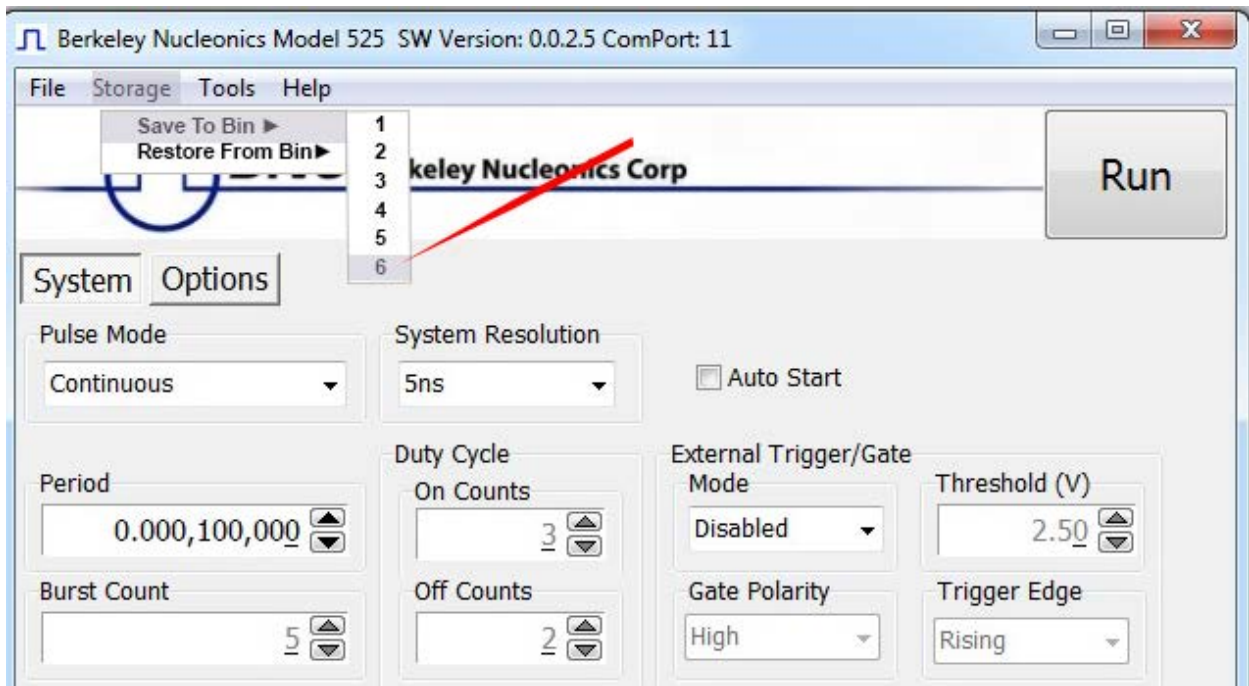 Berkeley Nucleonics Model 525 SW Version: 0.0.2.5 ComPort: 11
File Storage Tools Help
Save To Bin ▶
Restore From Bin▶
1
2
3
4
5
6
keley Nucleonics Corp
Run
System Options
Pulse Mode
Continuous
System Resolution
5ns
Auto Start
Period
0.000,100,000
Duty Cycle
On Counts
3
External Trigger/Gate
Mode
Disabled
Threshold (V)
2.50
Burst Count
5
Off Counts
2
Gate Polarity
High
Trigger Edge
Rising